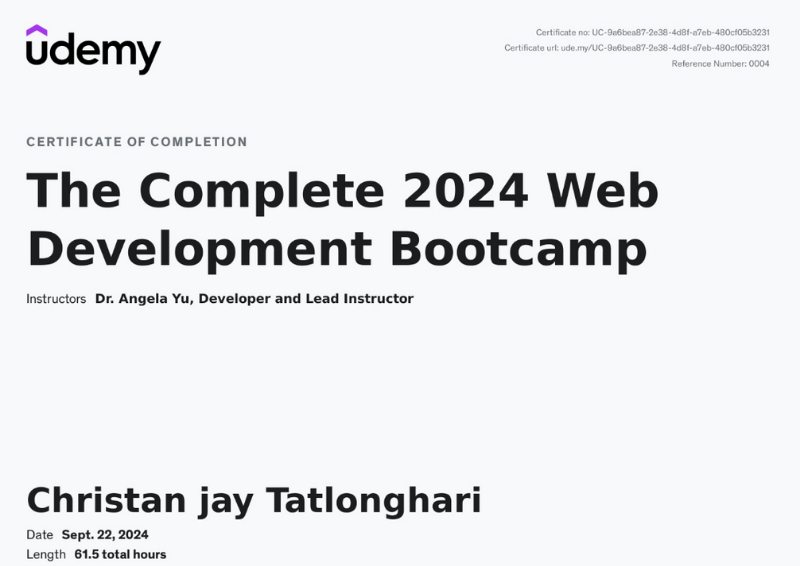 udemy
Certificate no: UC-9a6bea87-2e38-4d8f-a7eb-480cf05b3231
Certificate url: ude.my/UC-9a6bea87-2e38-4d8f-a7eb-480cf05b3231
Reference Number: 0004
CERTIFICATE OF COMPLETION
The Complete 2024 Web
Development Bootcamp
Instructors Dr. Angela Yu, Developer and Lead Instructor
Christan jay Tatlonghari
Date Sept. 22, 2024
Length 61.5 total hours